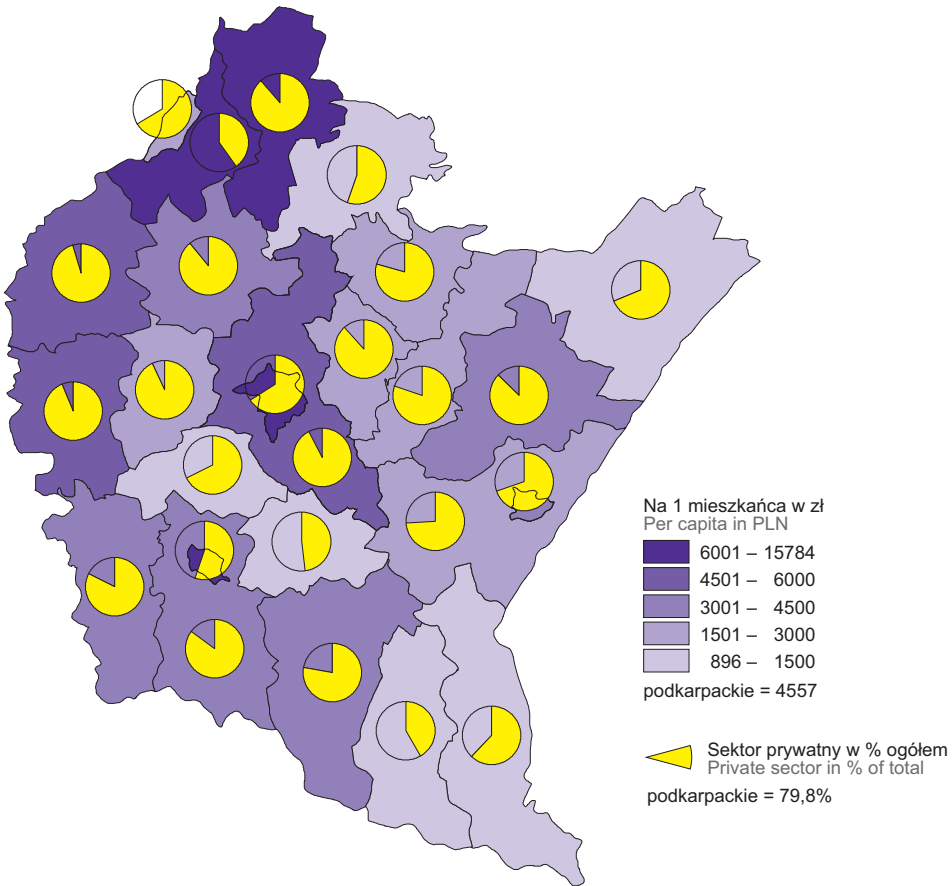 Na 1 mieszkańca w zł
Per capita in PLN
6001 – 15784
4501 – 6000
3001 – 4500
1501 – 3000
896 – 1500
podkarpackie = 4557
Sektor prywatny w % ogółem
Private sector in % of total
podkarpackie = 79,8%